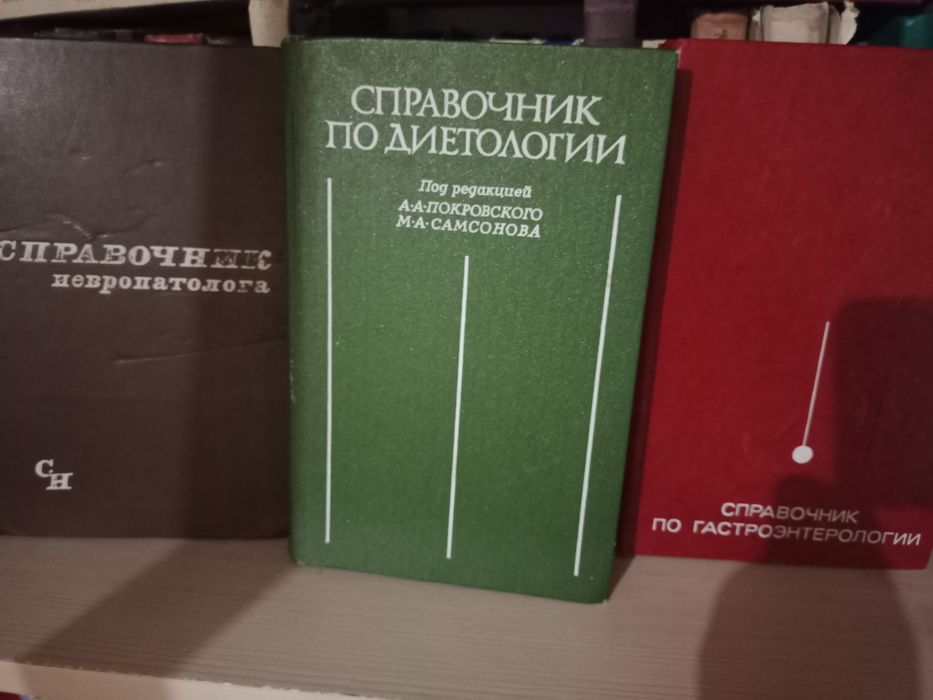 СПРАВОЧНИК
невропатолога
СН
СПРАВОЧНИК
ПО ДИЕТОЛОГИИ
Под редакцией
А·А·ПОКРОВСКОГО
М·А·САМСОНОВА
СПРАВОЧНИК
ПО ГАСТРОЭНТЕРОЛОГИИ